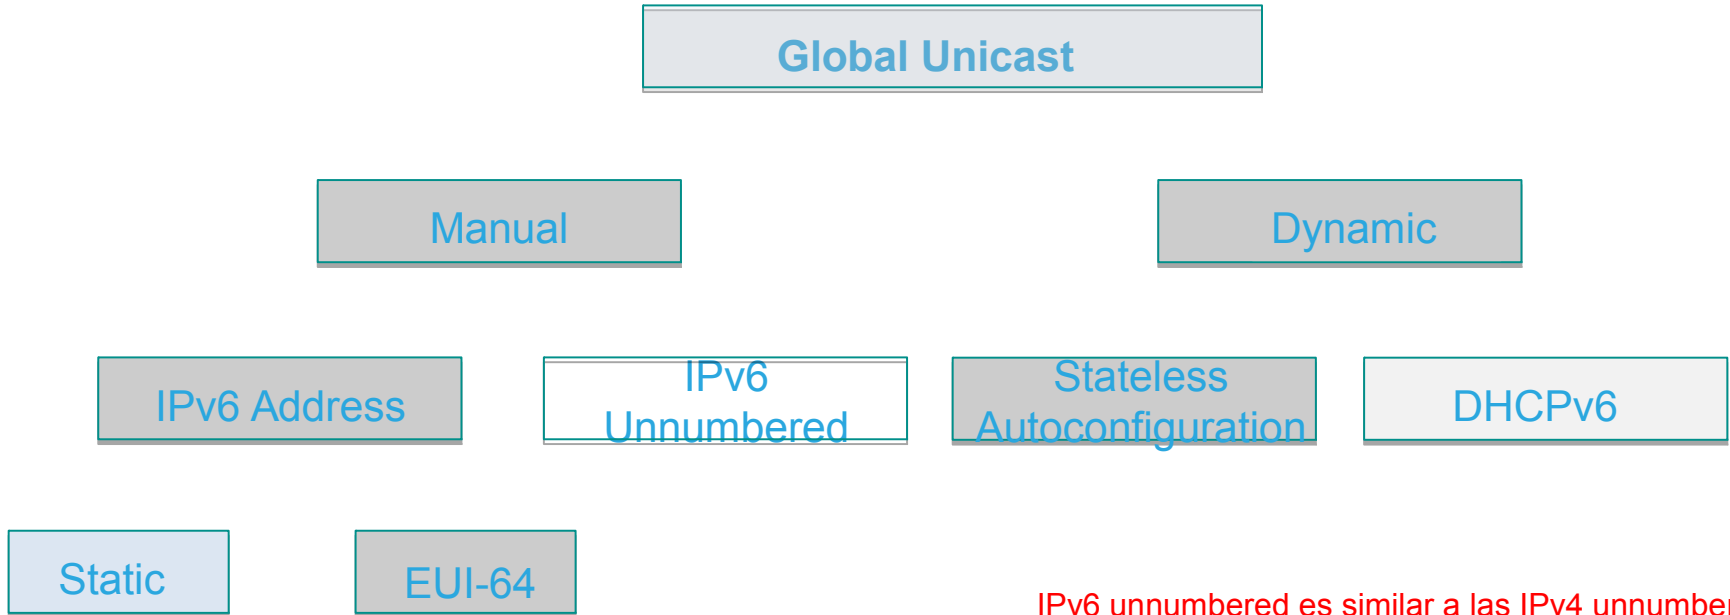 Global Unicast
Manual
Dynamic
IPv6 Address
IPv6
Unnumbered
Stateless
Autoconfiguration
DHCPv6
Static
EUI-64
IPv6 unnumbered es similar a las IPv4